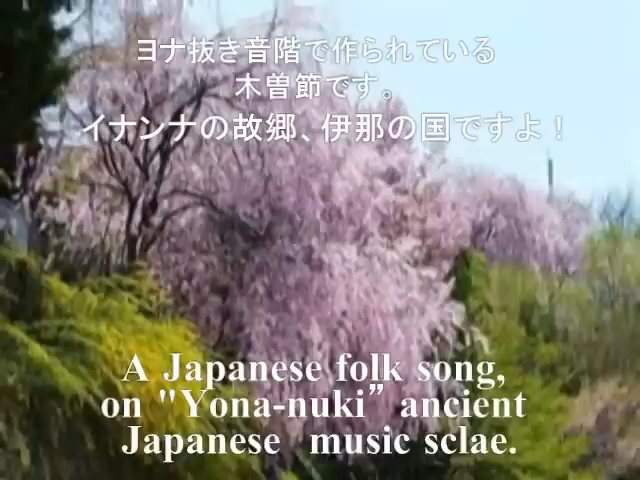 ヨナ抜き音階で作られている
木曽節です。
イナンナの故郷、伊那の国ですよ！
A Japanese folk song,
on "Yona-nuki” ancient
Japanese music sclae.